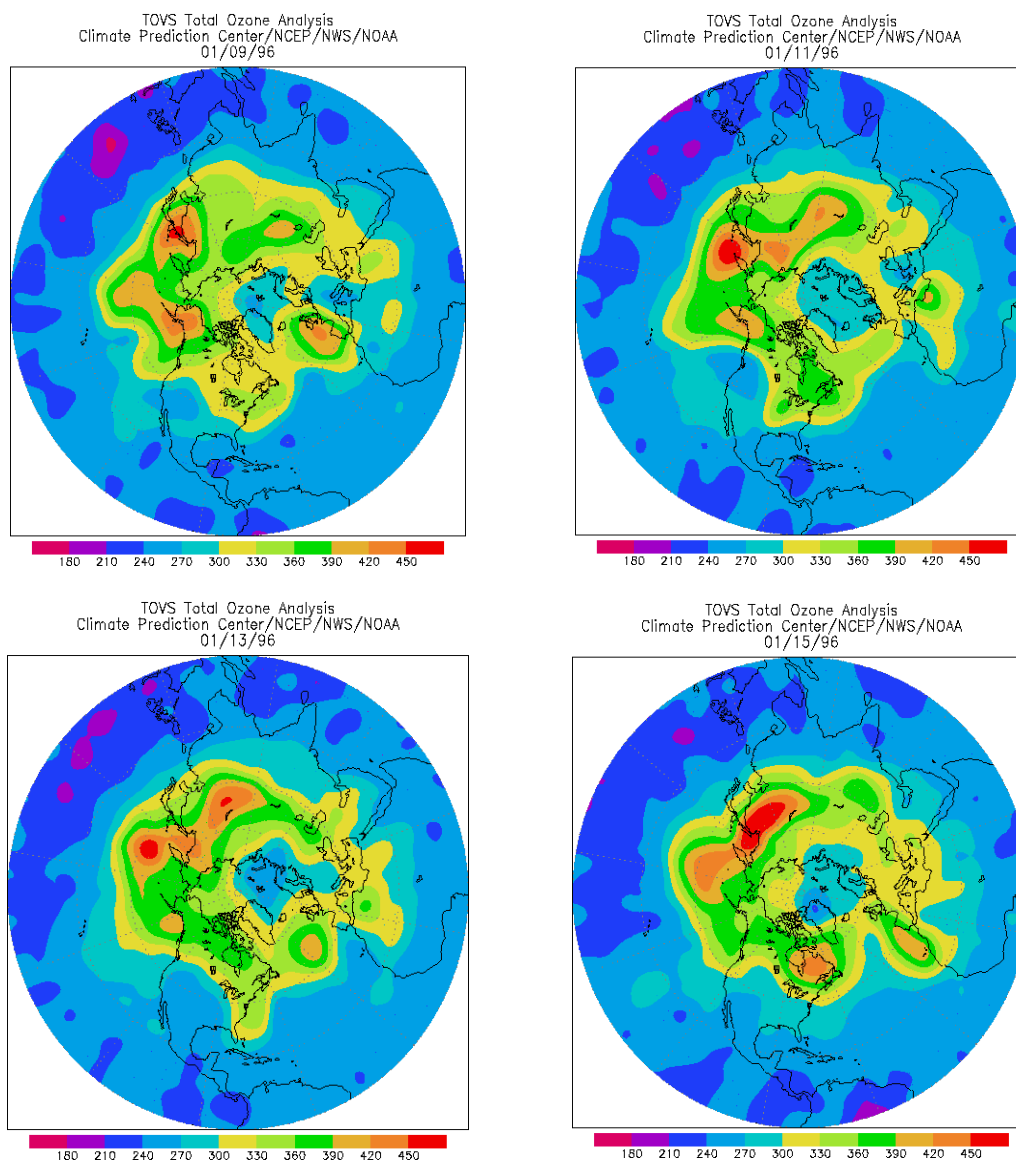 TOVS Total Ozone Analysis
Climate Prediction Center/NCEP/NWS/NOAA
01/09/96
180 210 240 270 300 330 360 390 420 450
TOVS Total Ozone Analysis
Climate Prediction Center/NCEP/NWS/NOAA
01/11/96
180 210 240 270 300 330 360 390 420 450
TOVS Total Ozone Analysis
Climate Prediction Center/NCEP/NWS/NOAA
01/13/96
180 210 240 270 300 330 360 390 420 450
TOVS Total Ozone Analysis
Climate Prediction Center/NCEP/NWS/NOAA
01/15/96
180 210 240 270 300 330 360 390 420 450